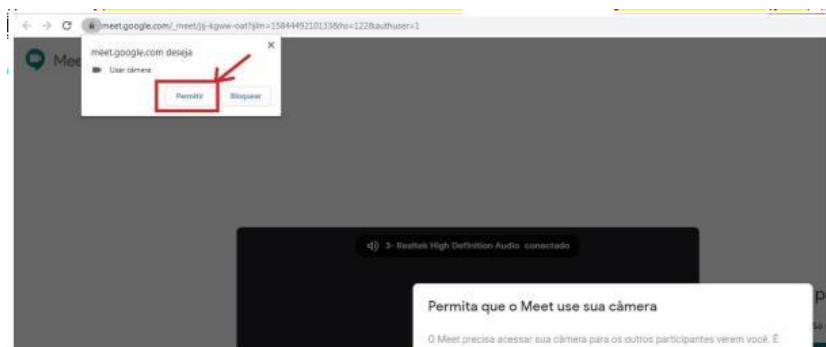 meet.google.com/_meet/jij-kgww-oat?ijlm=1584449210133&hs=122&authuser=1
Meet
meet.google.com deseja
Usar câmera
Permitir Bloquear
3- Realtek High Definition Audio conectado
Permita que o Meet use sua câmera
O Meet precisa acessar sua câmera para os outros participantes verem você. É